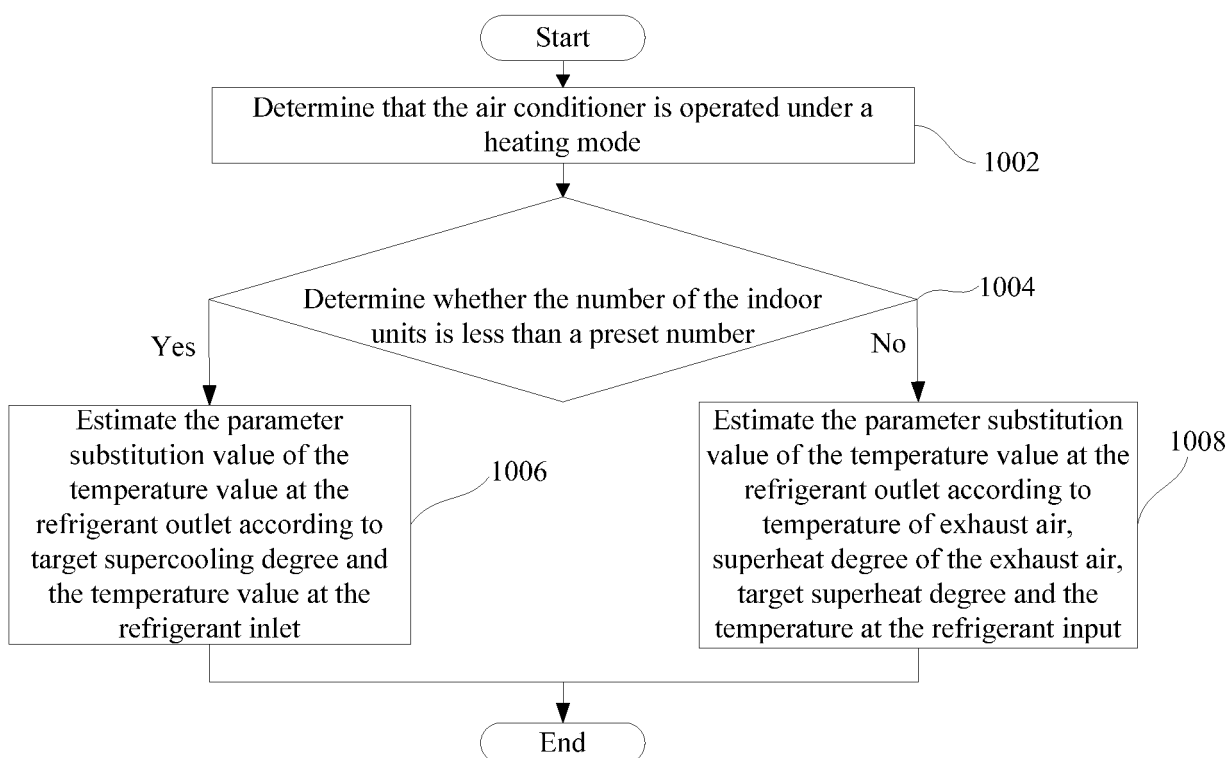 Start
Determine that the air conditioner is operated under a
heating mode
1002
Determine whether the number of the indoor
units is less than a preset number
1004
Yes
No
Estimate the parameter
substitution value of the
temperature value at the
refrigerant outlet according to
target supercooling degree and
the temperature value at the
refrigerant inlet
1006
Estimate the parameter substitution
value of the temperature value at the
refrigerant outlet according to
temperature of exhaust air,
superheat degree of the exhaust air,
target superheat degree and the
temperature at the refrigerant input
1008
End